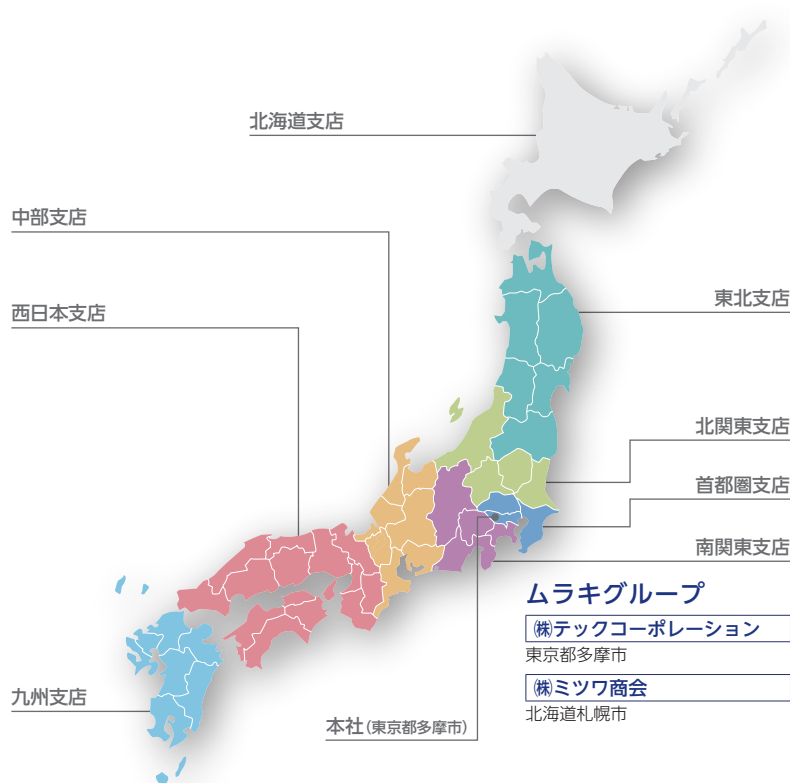 北海道支店
中部支店
西日本支店
東北支店
北関東支店
首都圏支店
南関東支店
ムラキグループ
㈱テックコーポレーション
東京都多摩市
㈱ミツワ商会
北海道札幌市
九州支店
本社(東京都多摩市)